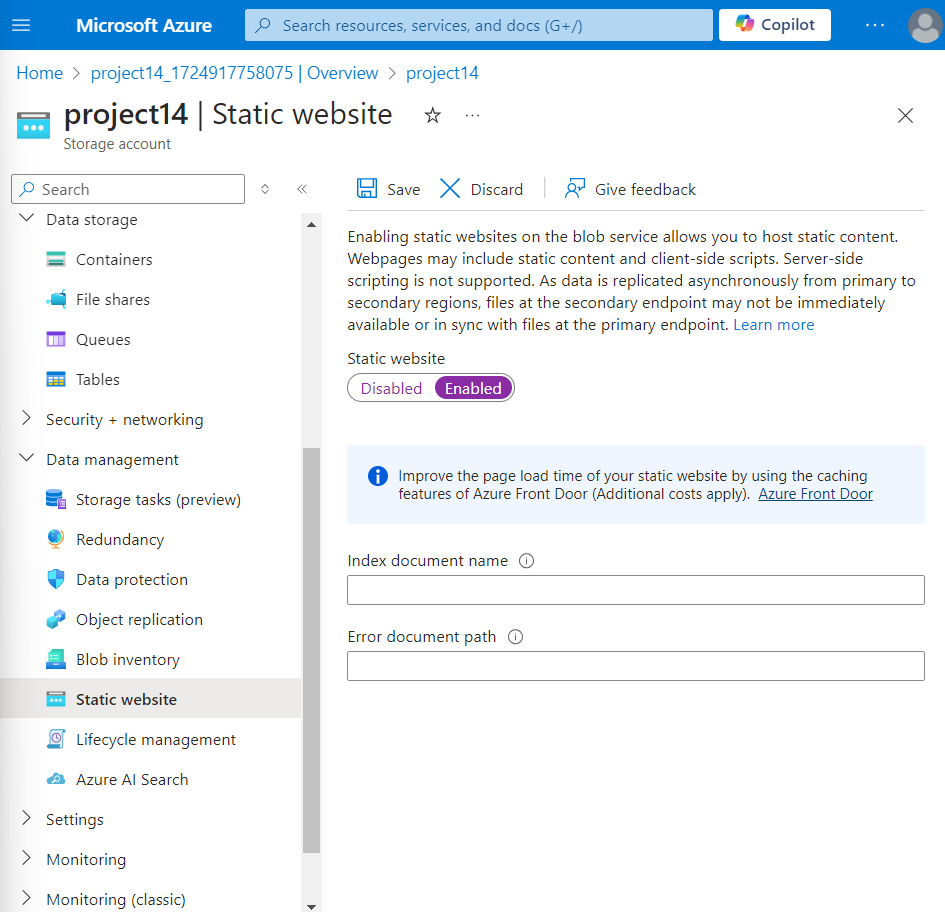 Microsoft Azure
Search resources, services, and docs (G+/)
Copilot
...
Home > project14_1724917758075 | Overview > project14
project14 | Static website
...
Storage account
Search
Save
Discard
Give feedback
Data storage
Containers
File shares
Queues
Tables
Security + networking
Data management
Storage tasks (preview)
Redundancy
Data protection
Object replication
Blob inventory
Static website
Lifecycle management
Azure AI Search
Settings
Monitoring
Monitoring (classic)
Enabling static websites on the blob service allows you to host static content.
Webpages may include static content and client-side scripts. Server-side
scripting is not supported. As data is replicated asynchronously from primary to
secondary regions, files at the secondary endpoint may not be immediately
available or in sync with files at the primary endpoint. Learn more
Static website
Disabled Enabled
Improve the page load time of your static website by using the caching
features of Azure Front Door (Additional costs apply). Azure Front Door
Index document name
Error document path